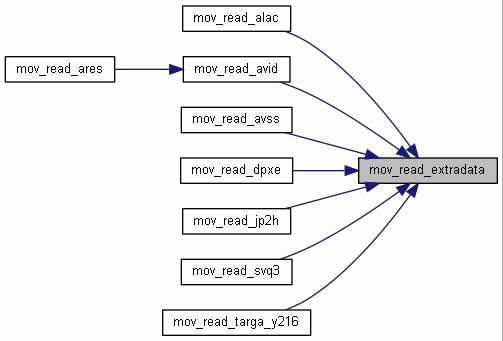 mov_read_alac
mov_read_ares
mov_read_avid
mov_read_avss
mov_read_dpxe
mov_read_extradata
mov_read_jp2h
mov_read_svq3
mov_read_targa_y216